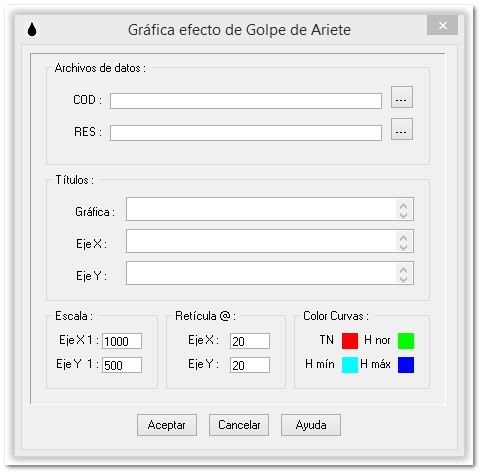 Gráfica efecto de Golpe de Ariete
Archivos de datos :
COD :
...
RES :
...
Títulos :
Gráfica :
Eje X :
Eje Y :
Escala :
Eje X 1 : 1000
Eje Y 1 : 500
Retícula @ :
Eje X : 20
Eje Y : 20
Color Curvas :
TN H nor
H mín H máx
Aceptar Cancelar Ayuda